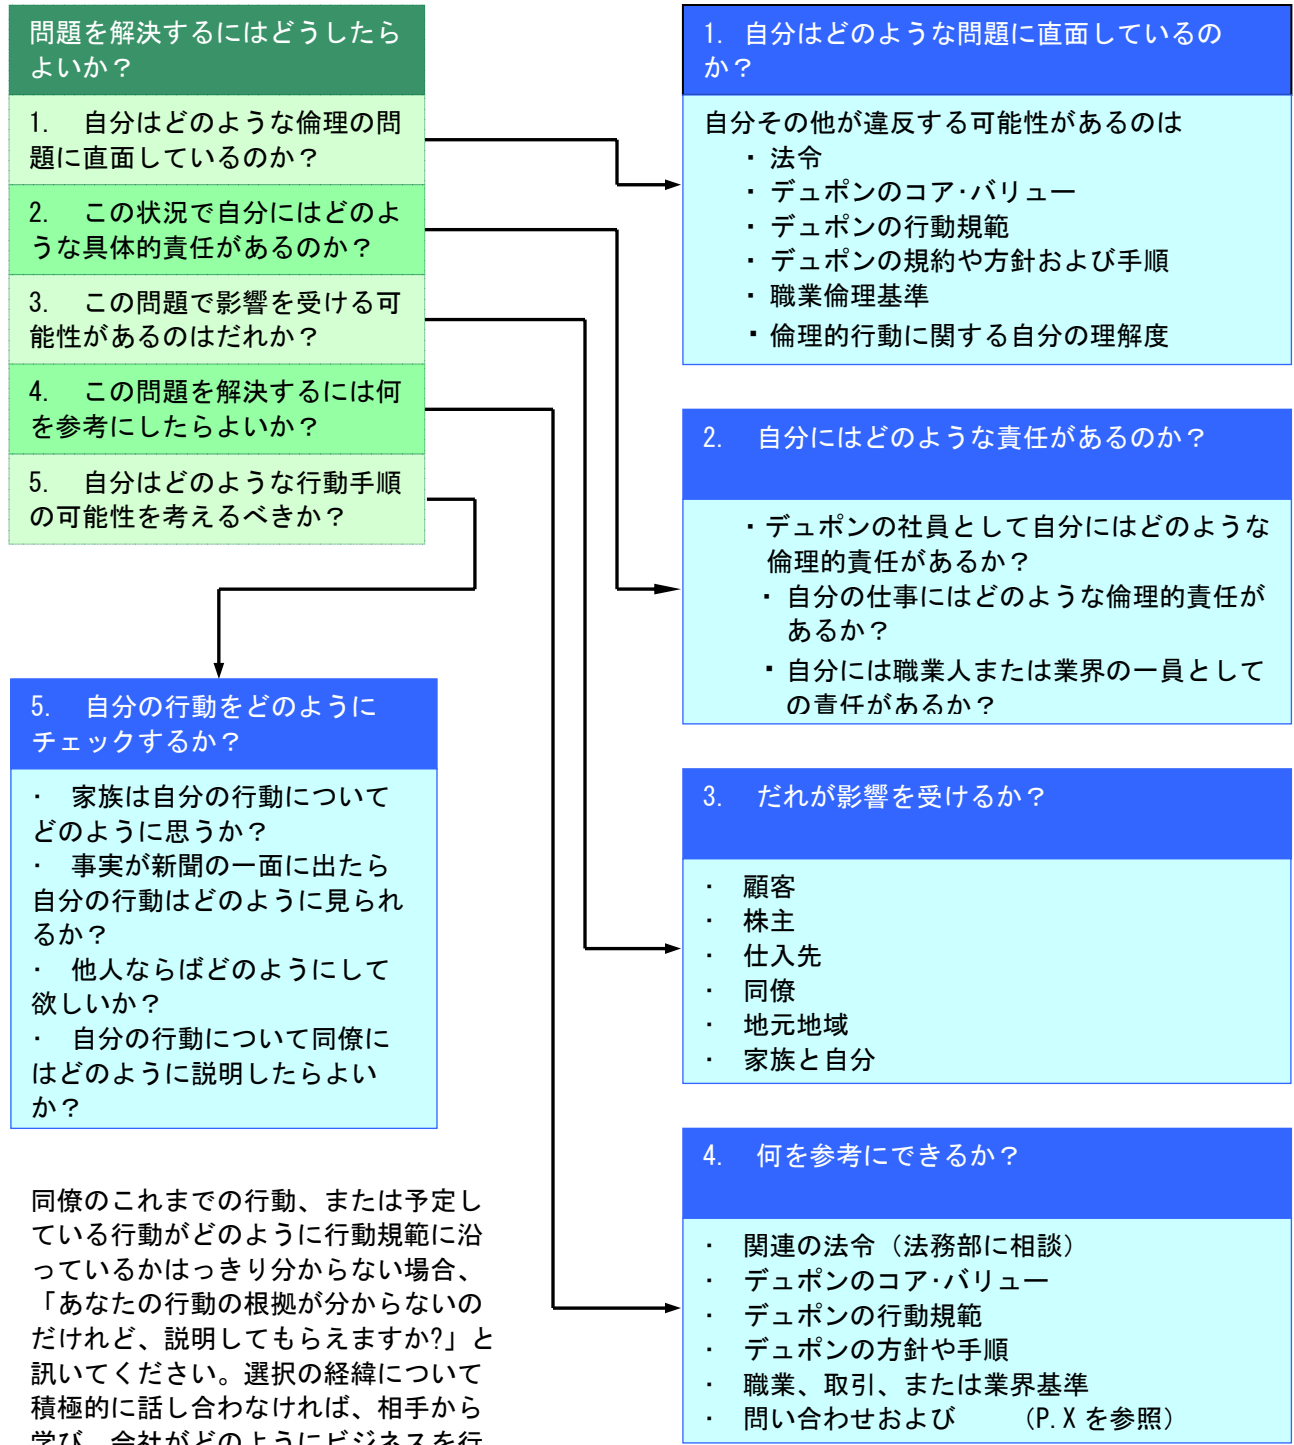 問題を解決するにはどうしたら
よいか？
1. 自分はどのような倫理の問
題に直面しているのか？
2. この状況で自分にはどのよ
うな具体的責任があるのか？
3. この問題で影響を受ける可
能性があるのはだれか？
4. この問題を解決するには何
を参考にしたらよいか？
5. 自分はどのような行動手順
の可能性を考えるべきか？
1. 自分はどのような問題に直面しているの
か？
自分その他が違反する可能性があるのは
・法令
・デュポンのコア･バリュー
・デュポンの行動規範
・デュポンの規約や方針および手順
・職業倫理基準
・倫理的行動に関する自分の理解度
2. 自分にはどのような責任があるのか？
・デュポンの社員として自分にはどのような
倫理的責任があるか？
・自分の仕事にはどのような倫理的責任が
あるか？
・自分には職業人または業界の一員として
の責任があるか？
3. だれが影響を受けるか？
・ 顧客
・ 株主
・ 仕入先
・ 同僚
・ 地元地域
・ 家族と自分
4. 何を参考にできるか？
・ 関連の法令（法務部に相談）
・ デュポンのコア･バリュー
・ デュポンの行動規範
・ デュポンの方針や手順
・ 職業、取引、または業界基準
・ 問い合わせおよび （P.X を参照）
5. 自分の行動をどのように
チェックするか？
・ 家族は自分の行動について
どのように思うか？
・ 事実が新聞の一面に出たら
自分の行動はどのように見られ
るか？
・ 他人ならばどのようにして
欲しいか？
・ 自分の行動について同僚に
はどのように説明したらよい
か？
同僚のこれまでの行動、または予定し
ている行動がどのように行動規範に沿
っているかはっきり分からない場合、
「あなたの行動の根拠が分からないの
だけれど、説明してもらえますか?」と
訊いてください。選択の経緯について
積極的に話し合わなければ、相手から
学び、会社がどのようにビジネスを行